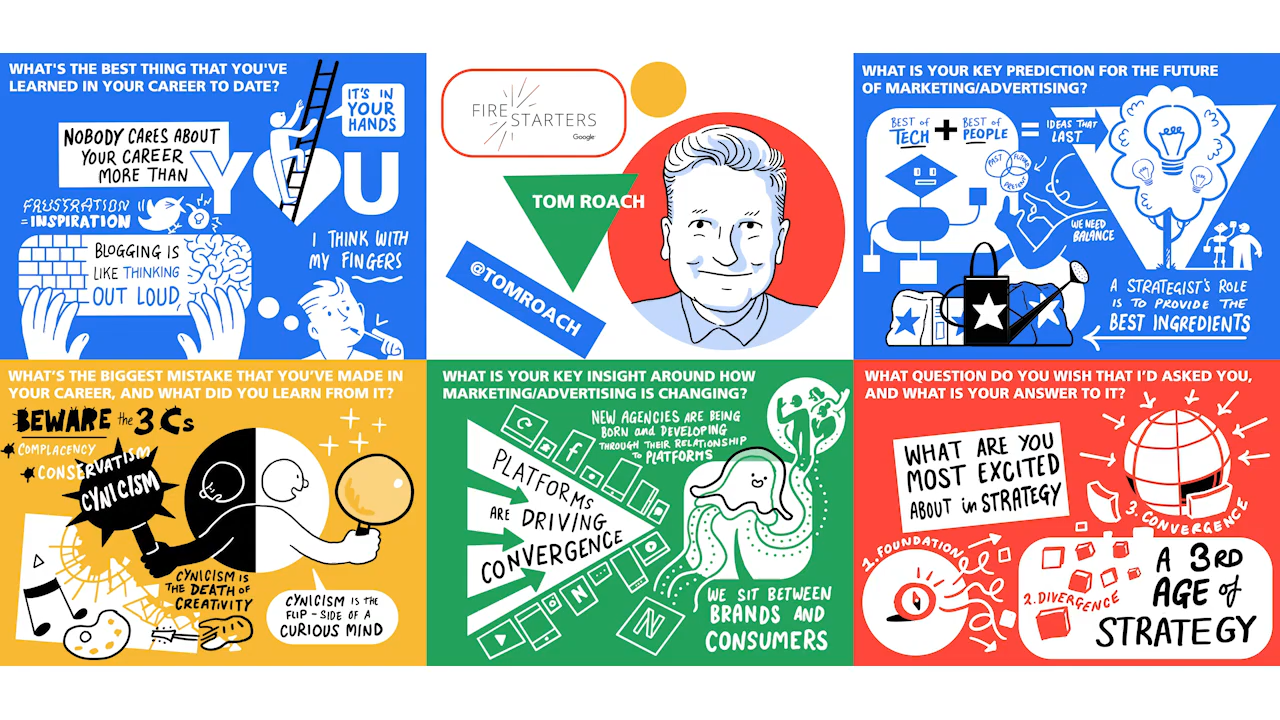 WHAT'S THE BEST THING THAT YOU'VE
LEARNED IN YOUR CAREER TO DATE?
IT'S IN
YOUR
HANDS
NOBODY CARES ABOUT
YOUR CAREER
MORE THAN
Y U
FRUSTRATION
=INSPIRATION
BLOGGING IS
LIKE THINKING
OUT LOUD
I THINK WITH
MY FINGERS
FIRESTARTERS
Google
TOM ROACH
@TOMROACH
WHAT IS YOUR KEY PREDICTION FOR THE FUTURE
OF MARKETING/ADVERTISING?
BEST of
TECH
+
BEST of
PEOPLE
=
IDEAS THAT
LAST
PAST
FUTURE
PRESENT
WE NEED
BALANCE
A STRATEGIST'S ROLE
IS TO PROVIDE THE
BEST INGREDIENTS
WHAT'S THE BIGGEST MISTAKE THAT YOU'VE MADE IN
YOUR CAREER, AND WHAT DID YOU LEARN FROM IT?
BEWARE the 3 Cs
COMPLACENCY
CONSERVATISM
CYNICISM
CYNICISM IS
THE DEATH OF
CREATIVITY
CYNICISM IS THE
FLIP-SIDE OF A
CURIOUS MIND
WHAT IS YOUR KEY INSIGHT AROUND HOW
MARKETING/ADVERTISING IS CHANGING?
NEW AGENCIES ARE BEING
BORN and DEVELOPING
THROUGH THEIR RELATIONSHIP
to PLATFORMS
PLATFORMS
ARE DRIVING
CONVERGENCE
f
N
N
WE SIT BETWEEN
BRANDS AND
CONSUMERS
WHAT QUESTION DO YOU WISH THAT I'D ASKED YOU,
AND WHAT IS YOUR ANSWER TO IT?
WHAT ARE YOU
MOST EXCITED
ABOUT in STRATEGY
3. CONVERGENCE
1. FOUNDATION
2. DIVERGENCE
A 3RD
AGE of
STRATEGY